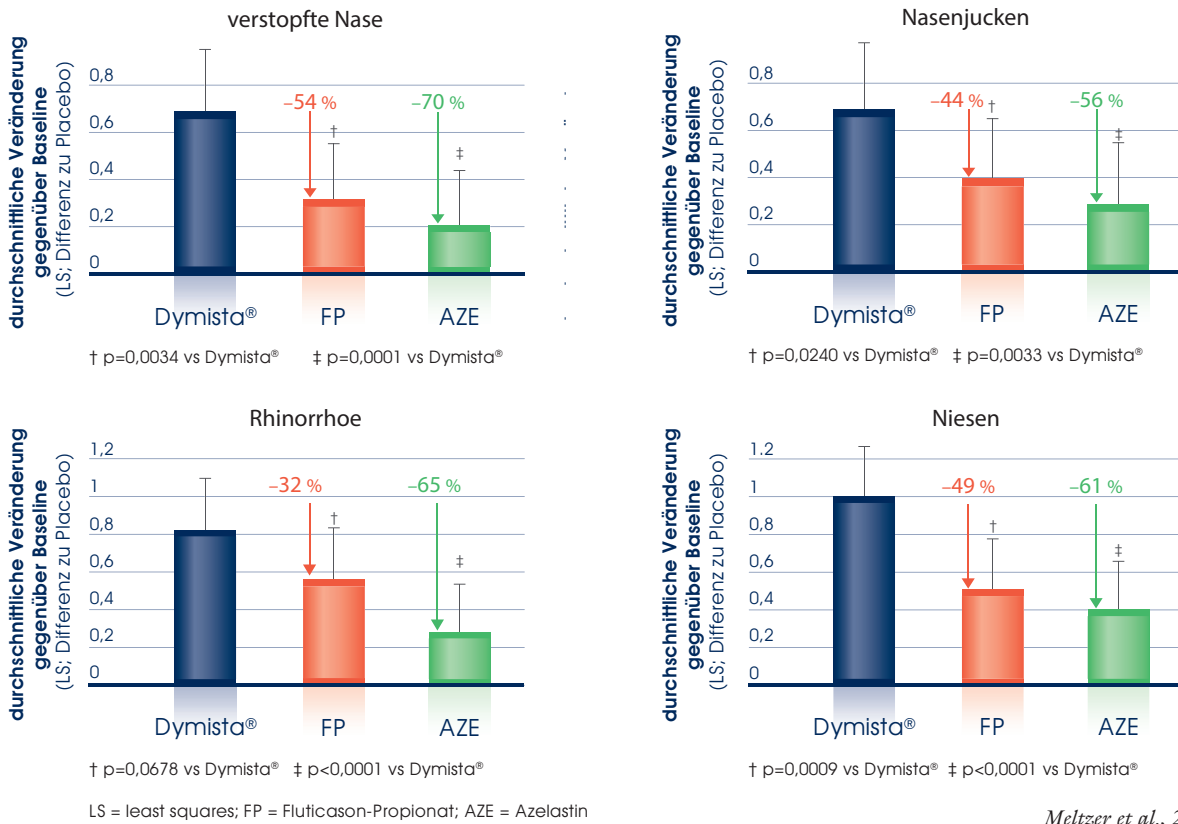 verstopfte Nase
durchschnittliche Veränderung
gegenüber Baseline
(LS; Differenz zu Placebo)
0,8
0,6
0,4
0,2
0
–54 %
–70 %
†
‡
Dymista® FP AZE
† p=0,0034 vs Dymista® ‡ p=0,0001 vs Dymista®
Nasenjucken
durchschnittliche Veränderung
gegenüber Baseline
(LS; Differenz zu Placebo)
0,8
0,6
0,4
0,2
0
–44 %
–56 %
†
‡
Dymista® FP AZE
† p=0,0240 vs Dymista® ‡ p=0,0033 vs Dymista®
Rhinorrhoe
durchschnittliche Veränderung
gegenüber Baseline
(LS; Differenz zu Placebo)
1,2
1
0,8
0,6
0,4
0,2
0
–32 %
–65 %
†
‡
Dymista® FP AZE
† p=0,0678 vs Dymista® ‡ p<0,0001 vs Dymista®
Niesen
durchschnittliche Veränderung
gegenüber Baseline
(LS; Differenz zu Placebo)
1.2
1
0,8
0,6
0,4
0,2
0
–49 %
–61 %
†
‡
Dymista® FP AZE
† p=0,0009 vs Dymista® ‡ p<0,0001 vs Dymista®
LS = least squares; FP = Fluticason-Propionat; AZE = Azelastin
Meltzer et al., 2